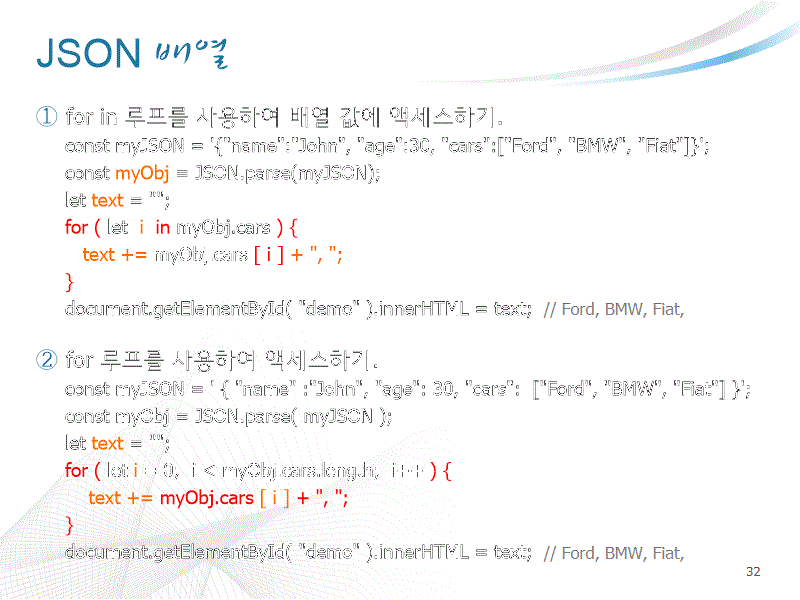 JSON 배열
① for in 루프를 사용하여 배열 값에 액세스하기.
const myJSON = '{"name":"John", "age":30, "cars":["Ford", "BMW", "Fiat"]}';
const myObj = JSON.parse(myJSON);
let text = "";
for ( let i in myObj.cars ) {
text += myObj.cars [ i ] + ", ";
}
document.getElementById( "demo" ).innerHTML = text; // Ford, BMW, Fiat,
② for 루프를 사용하여 액세스하기.
const myJSON = ' { "name" :"John", "age": 30, "cars": ["Ford", "BMW", "Fiat"] }';
const myObj = JSON.parse( myJSON );
let text = "";
for ( let i = 0, i < myObj.cars.length, i++ ) {
text += myObj.cars [ i ] + ", ";
}
document.getElementById( "demo" ).innerHTML = text; // Ford, BMW, Fiat,
32